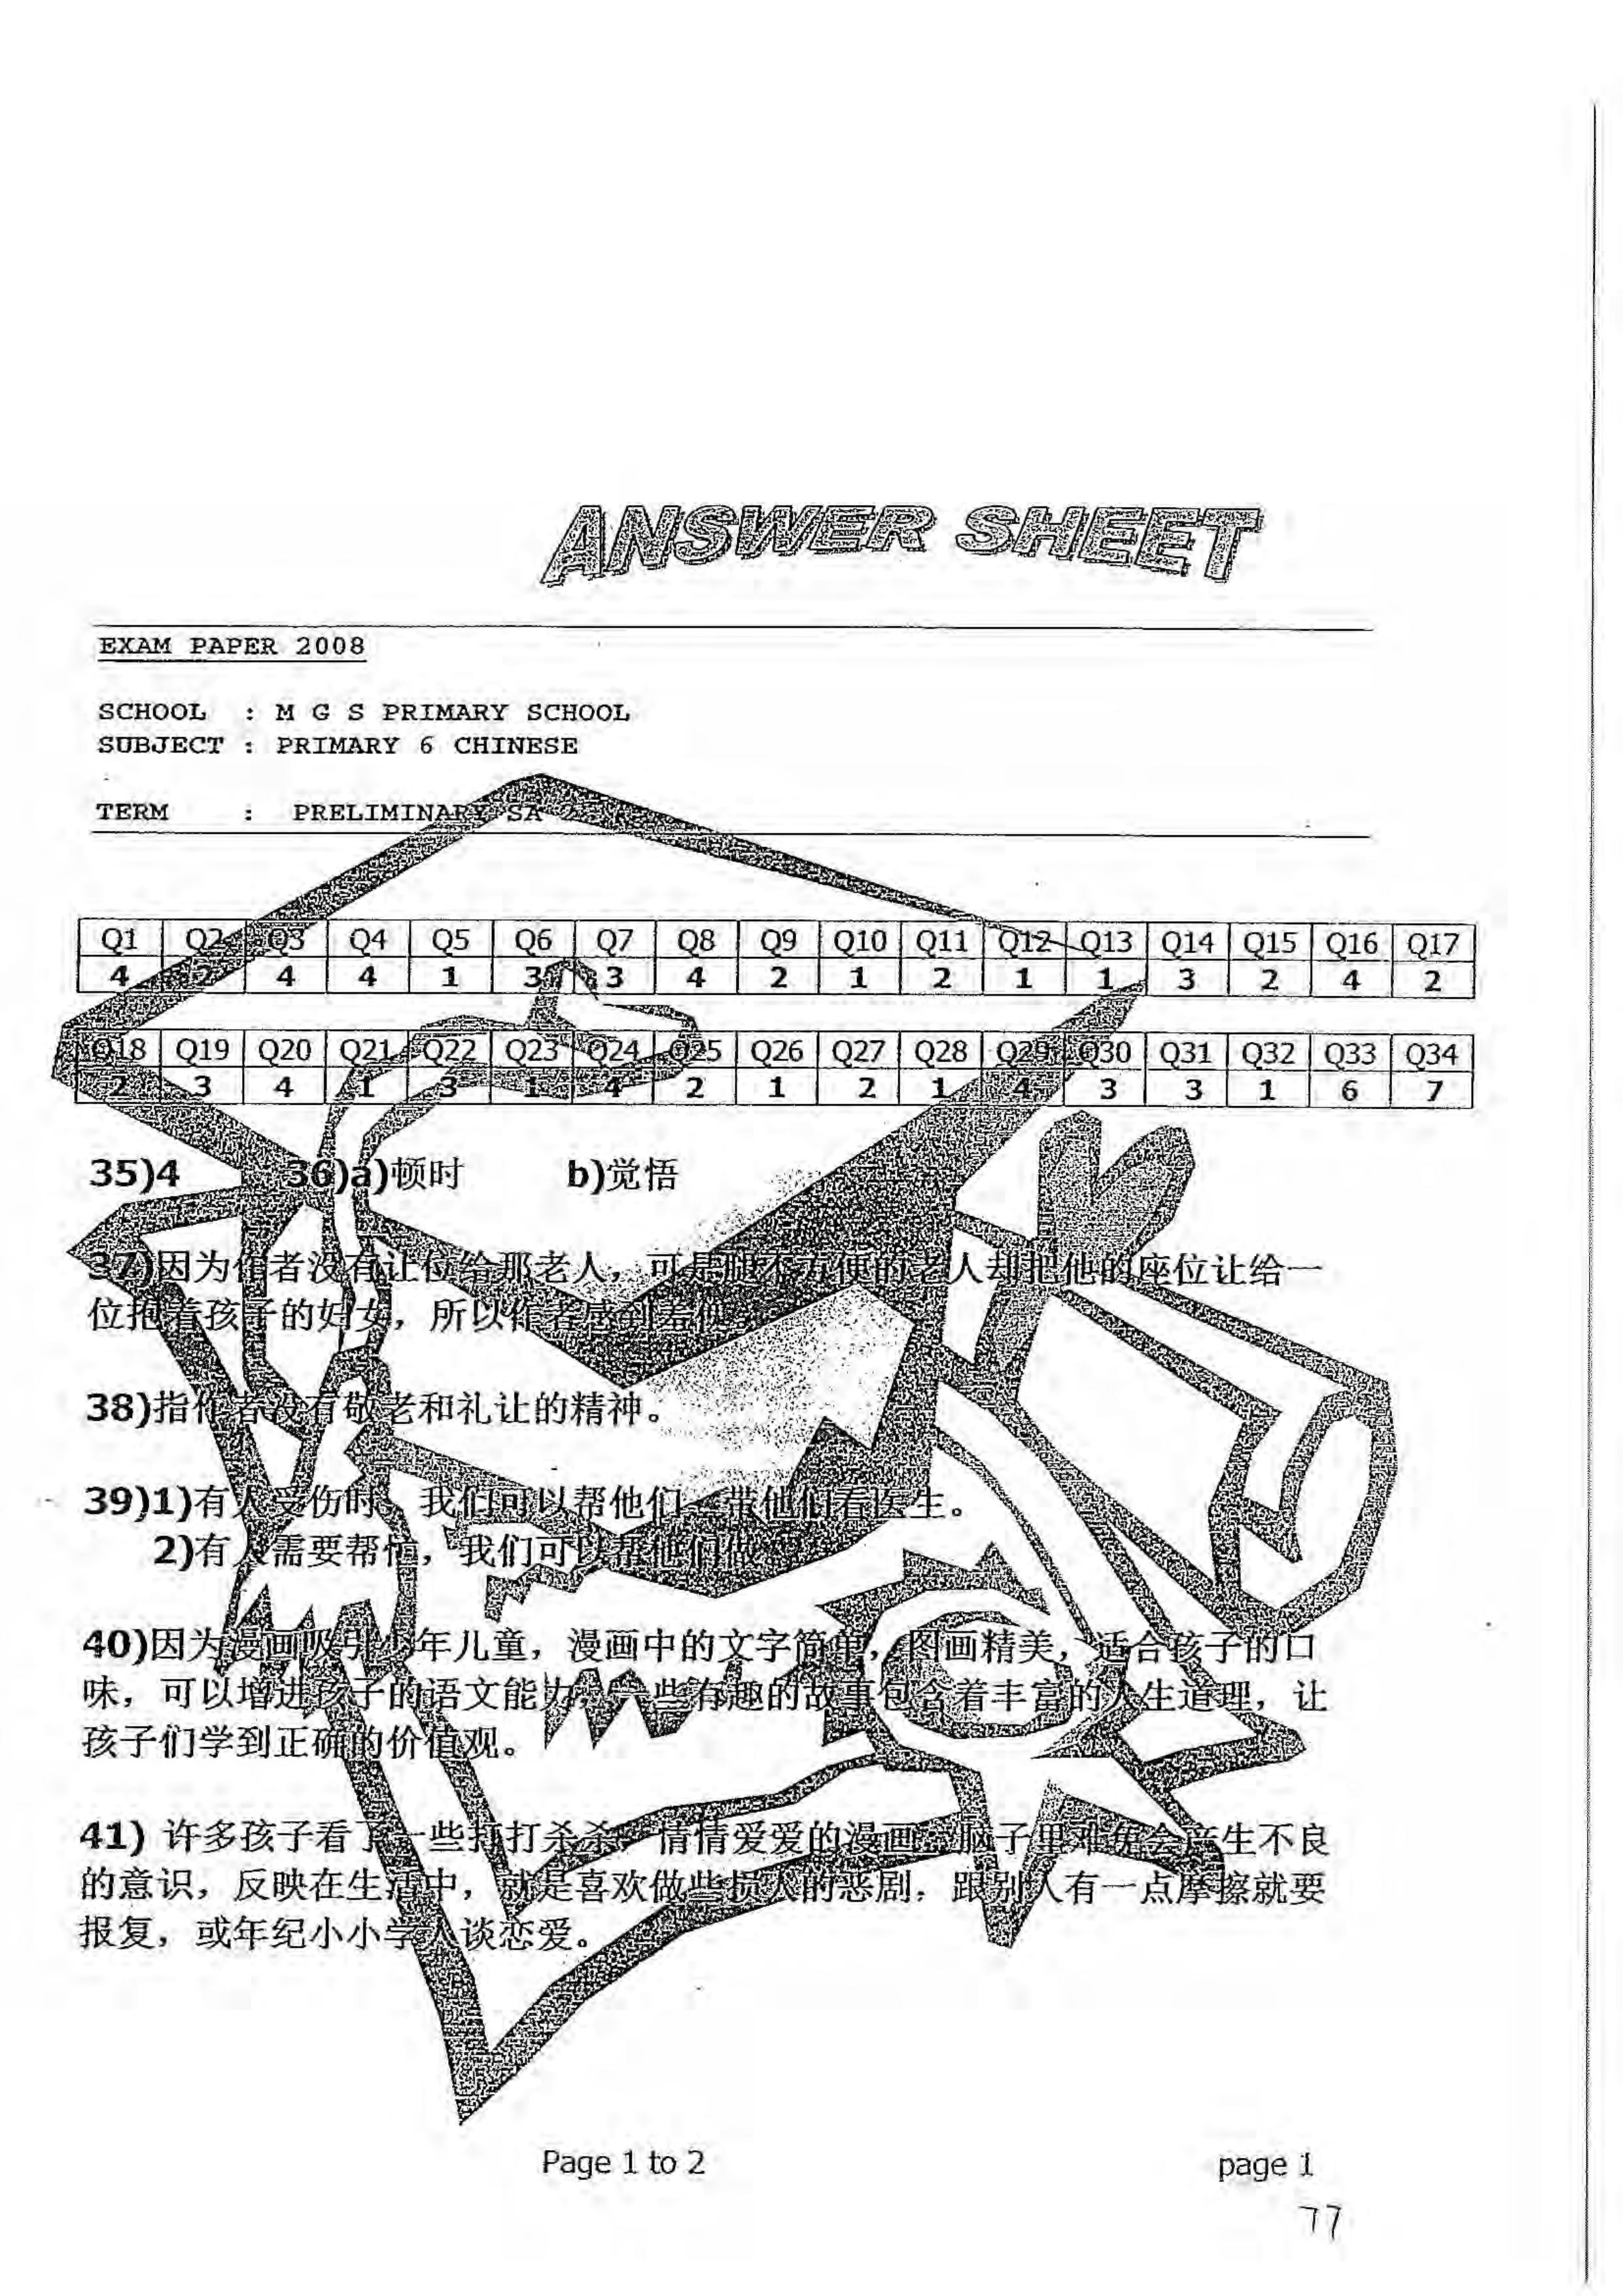 ANSWER SHEET
EXAM PAPER 2008
SCHOOL : M G S PRIMARY SCHOOL
SUBJECT : PRIMARY 6 CHINESE
TERM : PRELIMINARY SA
Q1 Q2 Q3 Q4 Q5 Q6 Q7 Q8 Q9 Q10 Q11 Q12 Q13 Q14 Q15 Q16 Q17
4 2 4 4 1 3 3 4 2 1 2 1 1 3 2 4 2
Q18 Q19 Q20 Q21 Q22 Q23 Q24 Q25 Q26 Q27 Q28 Q29 Q30 Q31 Q32 Q33 Q34
2 3 4 1 3 1 4 2 1 2 1 4 3 3 1 6 7
35)4 36)a)顿时 b)觉悟
37)因为作者没有让位给那老人，可是腿不方便的老人却把他的座位让给一
位抱着孩子的妇女，所以作者感到羞愧。
38)指作者没有敬老和礼让的精神。
39)1)有人受伤时，我们可以帮他们，带他们看医生。
2)有人需要帮忙，我们可以帮他们做
40)因为漫画吸引少年儿童，漫画中的文字简单，图画精美，适合孩子的口
味，可以增进孩子的语文能力，一些有趣的故事包含着丰富的人生道理，让
孩子们学到正确的价值观。
41) 许多孩子看了一些打打杀杀，情情爱爱的漫画，脑子里难免会产生不良
的意识，反映在生活中，就是喜欢做些损人的恶剧，跟别人有一点摩擦就要
报复，或年纪小小学人谈恋爱。
Page 1 to 2 page 1
77